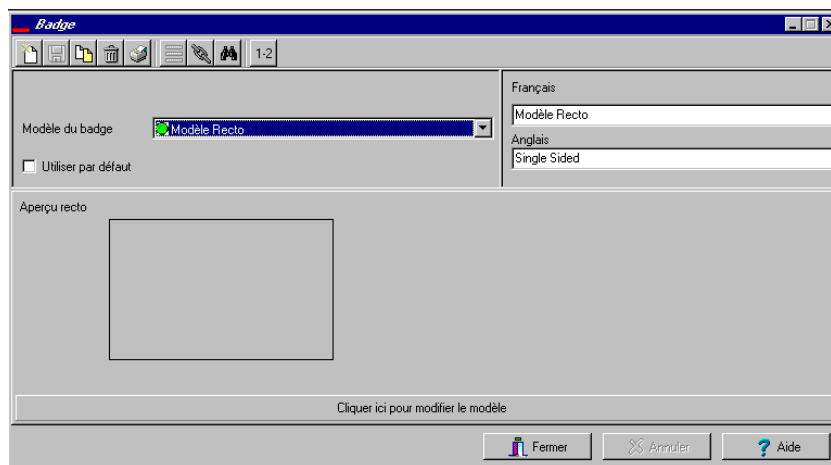 Badge
1-2
Français
Modèle Recto
Modèle du badge
Modèle Recto
Anglais
Single Sided
Utiliser par défaut
Aperçu recto
Cliquer ici pour modifier le modèle
Fermer
Annuler
? Aide